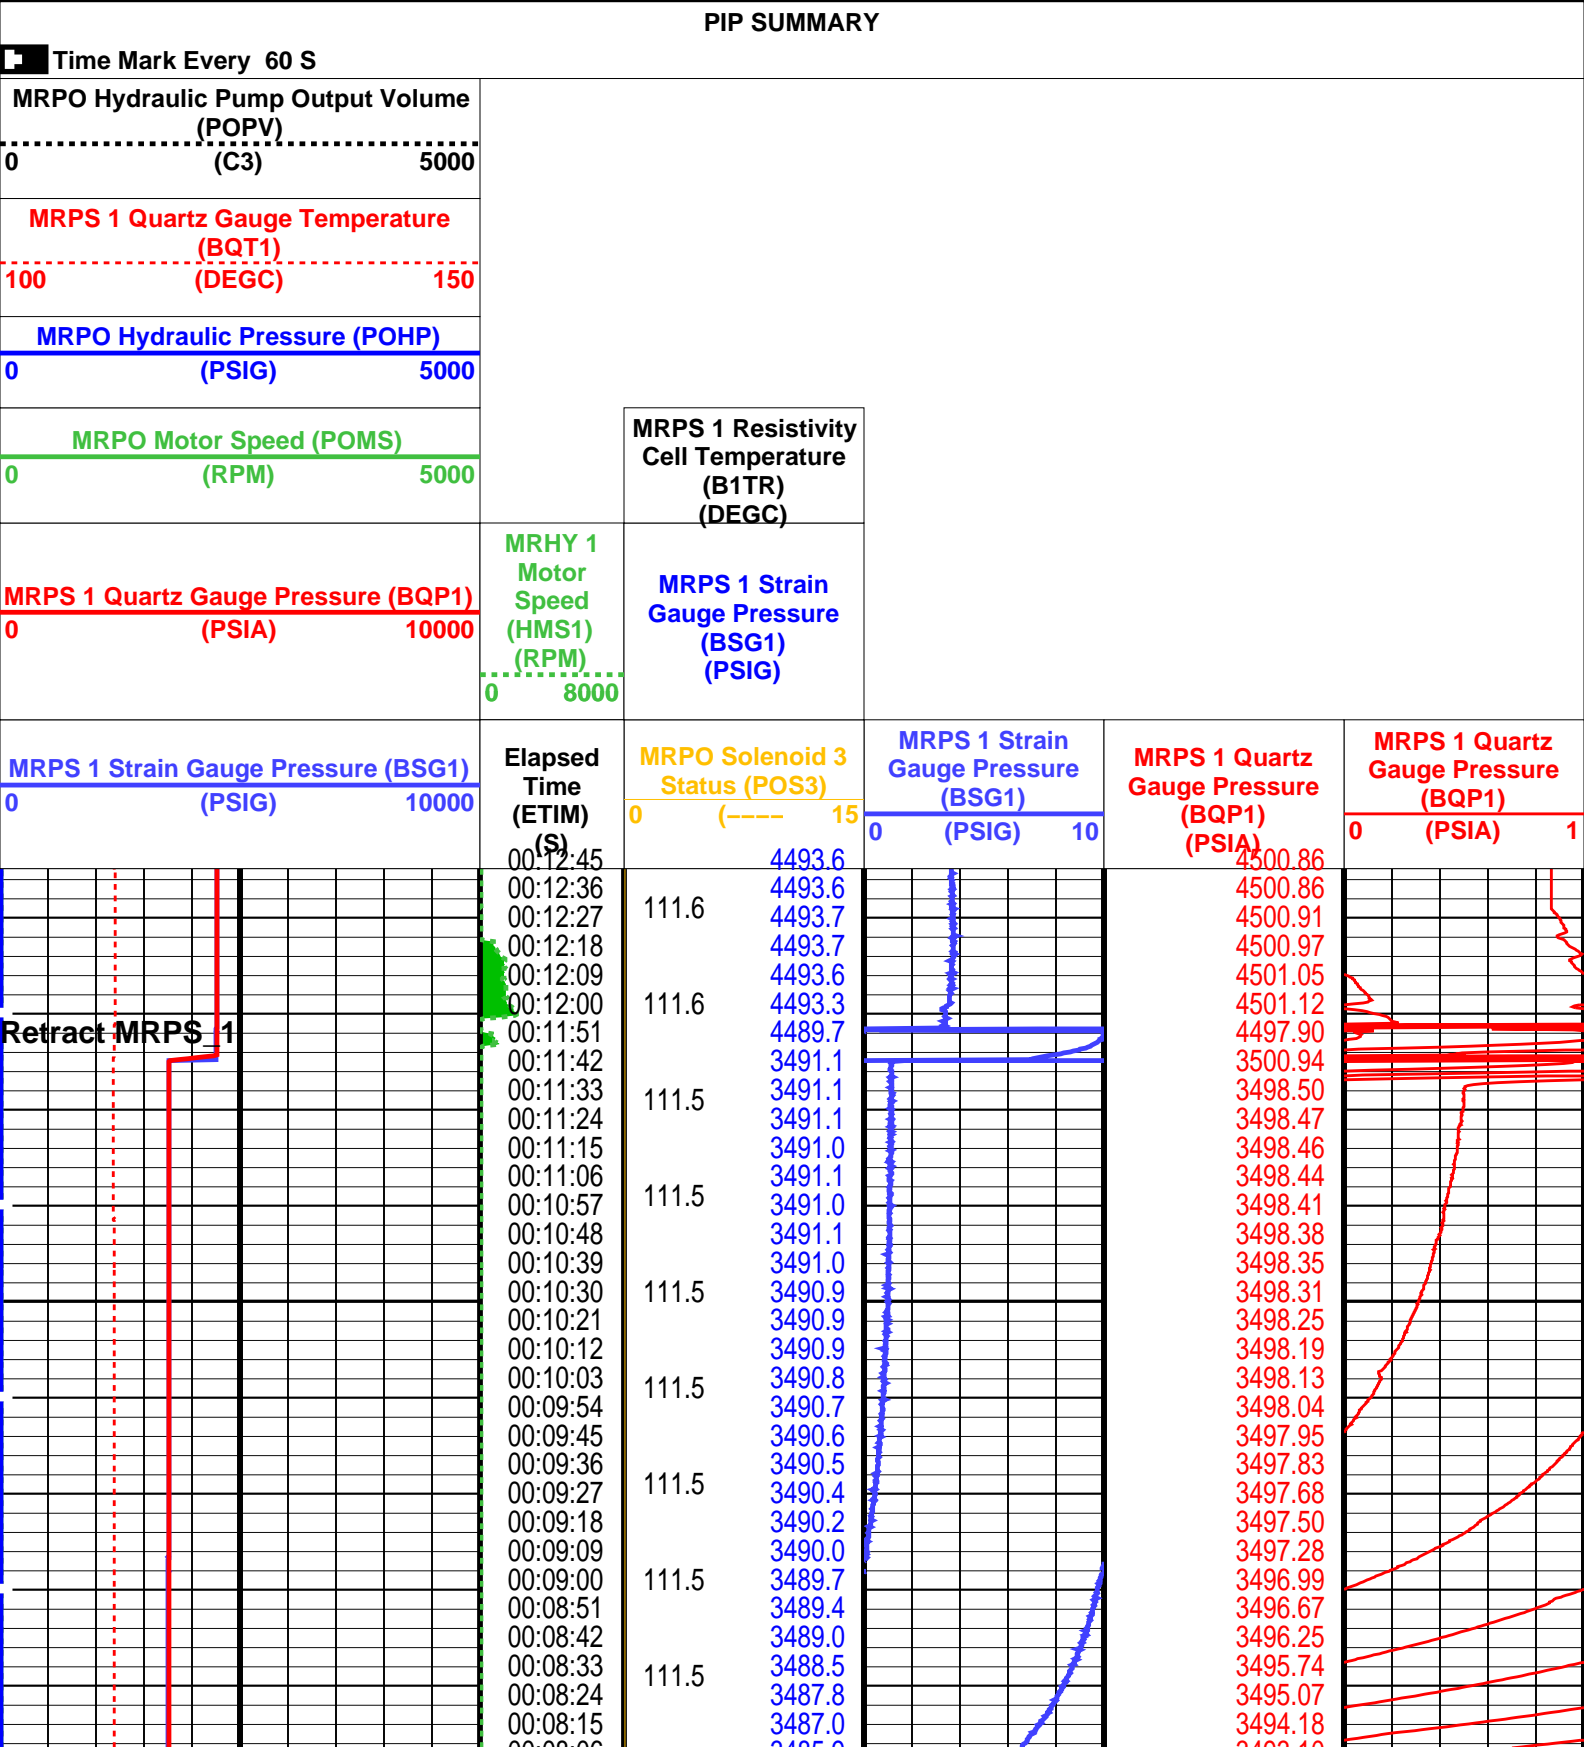 PIP SUMMARY
Time Mark Every 60 S
MRPO Hydraulic Pump Output Volume
(POPV)
0 (C3) 5000
MRPS 1 Quartz Gauge Temperature
(BQT1)
100 (DEGC) 150
MRPO Hydraulic Pressure (POHP)
0 (PSIG) 5000
MRPO Motor Speed (POMS)
0 (RPM) 5000
MRPS 1 Resistivity
Cell Temperature
(B1TR)
(DEGC)
MRPS 1 Quartz Gauge Pressure (BQP1)
0 (PSIA) 10000
MRHY 1
Motor
Speed
(HMS1)
(RPM)
0 8000
MRPS 1 Strain
Gauge Pressure
(BSG1)
(PSIG)
MRPS 1 Strain Gauge Pressure (BSG1)
0 (PSIG) 10000
Elapsed
Time
(ETIM)
(S)
MRPO Solenoid 3
Status (POS3)
0 (---- 15
MRPS 1 Strain
Gauge Pressure
(BSG1)
0 (PSIG) 10
MRPS 1 Quartz
Gauge Pressure
(BQP1)
(PSIA)
MRPS 1 Quartz
Gauge Pressure
(BQP1)
0 (PSIA) 1
00:12:45 4493.6 4500.86
00:12:36 4493.6 4500.86
111.6
00:12:27 4493.7 4500.91
00:12:18 4493.7 4500.97
00:12:09 4493.6 4501.05
00:12:00 111.6 4493.3 4501.12
Retract MRPS_1 00:11:51 4489.7 4497.90
00:11:42 3491.1 3500.94
00:11:33 3491.1 3498.50
111.5
00:11:24 3491.1 3498.47
00:11:15 3491.0 3498.46
00:11:06 3491.1 3498.44
111.5
00:10:57 3491.0 3498.41
00:10:48 3491.1 3498.38
00:10:39 3491.0 3498.35
00:10:30 111.5 3490.9 3498.31
00:10:21 3490.9 3498.25
00:10:12 3490.9 3498.19
00:10:03 3490.8 3498.13
111.5
00:09:54 3490.7 3498.04
00:09:45 3490.6 3497.95
00:09:36 3490.5 3497.83
111.5
00:09:27 3490.4 3497.68
00:09:18 3490.2 3497.50
00:09:09 3490.0 3497.28
00:09:00 111.5 3489.7 3496.99
00:08:51 3489.4 3496.67
00:08:42 3489.0 3496.25
00:08:33 3488.5 3495.74
111.5
00:08:24 3487.8 3495.07
00:08:15 3487.0 3494.18